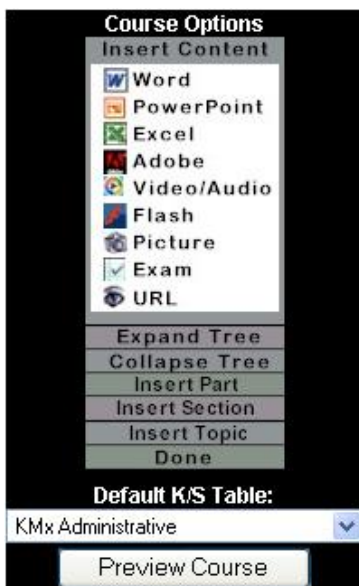 Course Options
Insert Content
Word
PowerPoint
Excel
Adobe
Video/Audio
Flash
Picture
Exam
URL
Expand Tree
Collapse Tree
Insert Part
Insert Section
Insert Topic
Done
Default K/S Table:
KMx Administrative
Preview Course